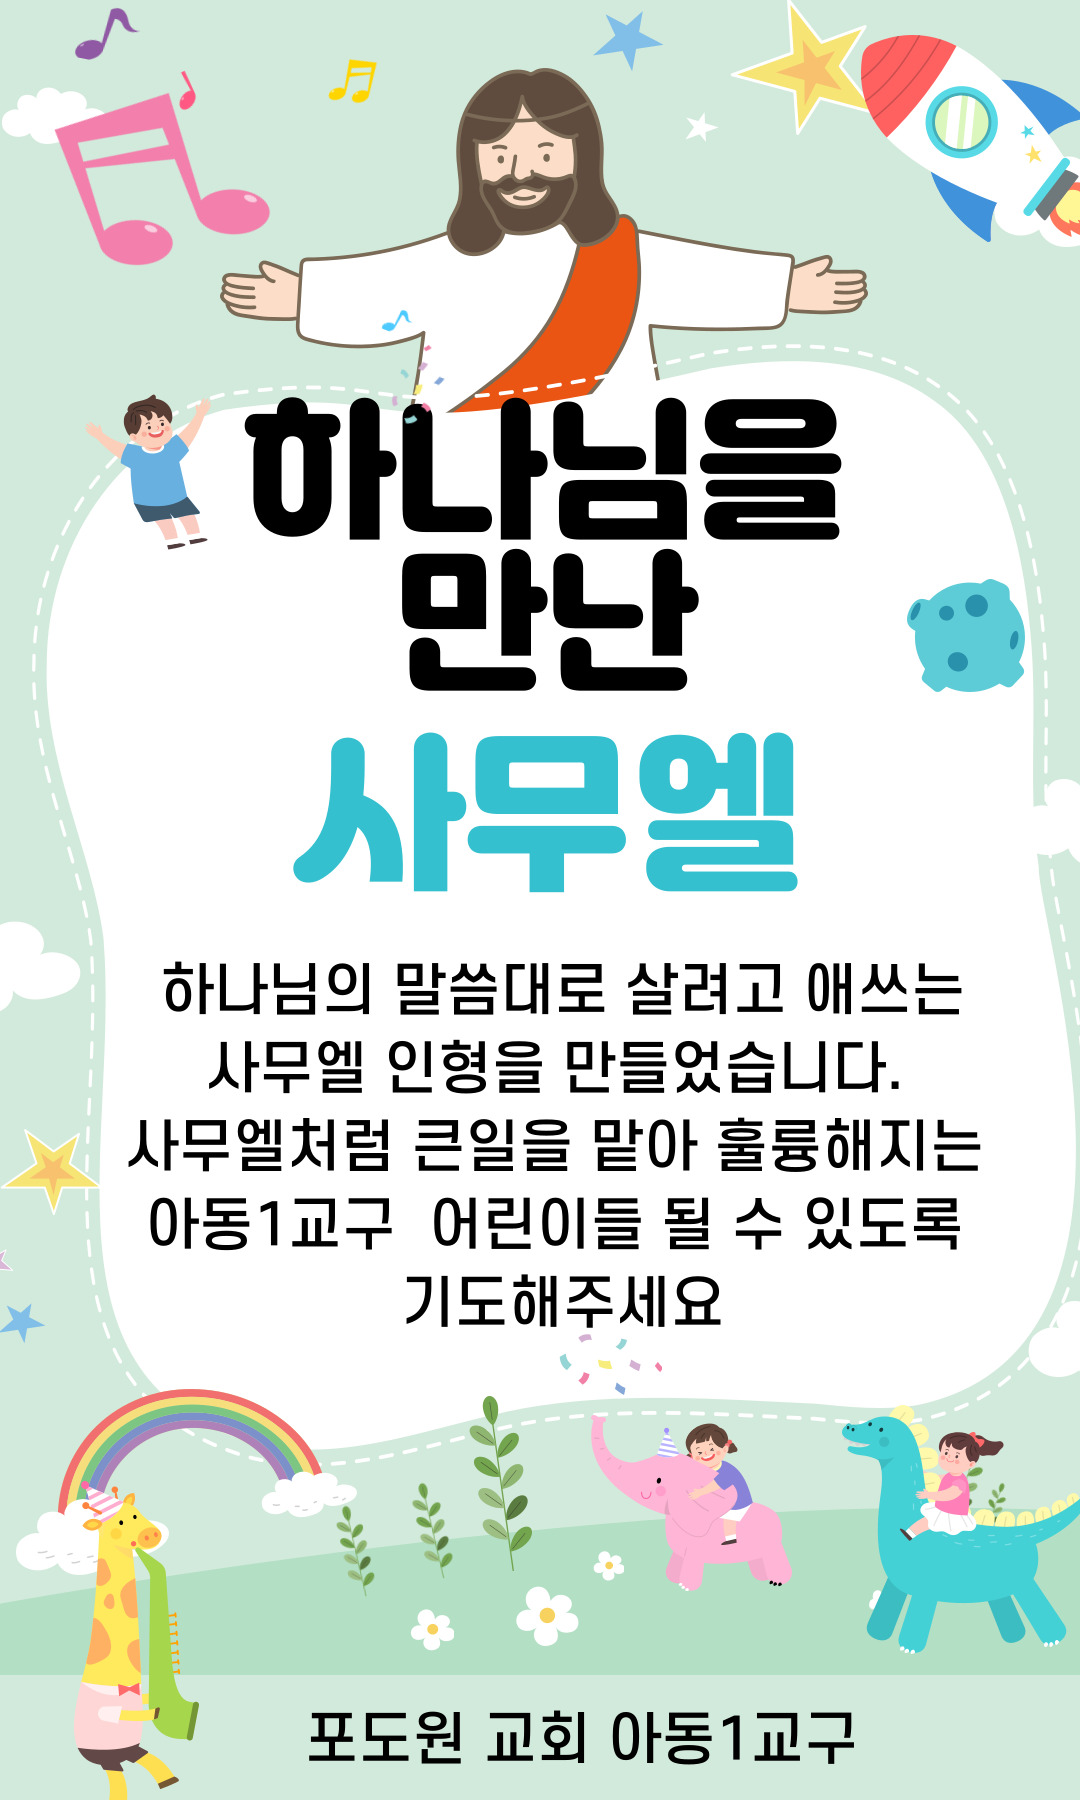 하나님을
만난
사무엘
하나님의 말씀대로 살려고 애쓰는
사무엘 인형을 만들었습니다.
사무엘처럼 큰일을 맡아 훌륭해지는
아동1교구 어린이들 될 수 있도록
기도해주세요
포도원 교회 아동1교구